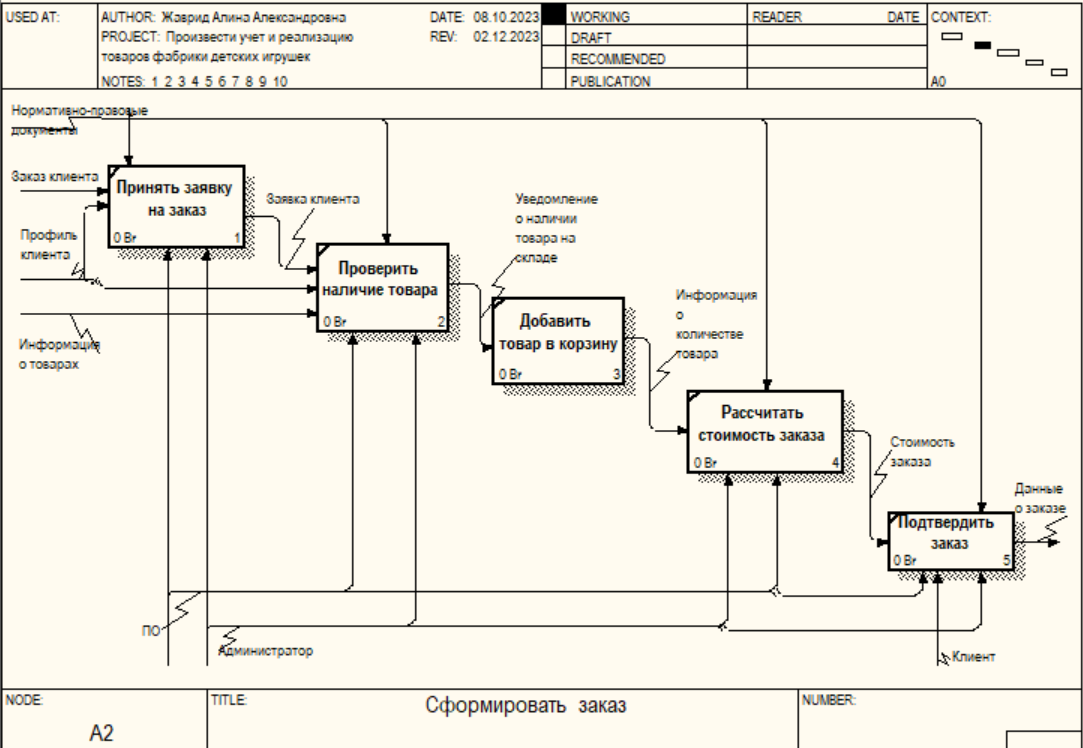 USED AT:
AUTHOR: Жаврид Алина Александровна
DATE: 08.10.2023
PROJECT: Произвести учет и реализацию
товаров фабрики детских игрушек
REV: 02.12.2023
NOTES: 1 2 3 4 5 6 7 8 9 10
WORKING
DRAFT
RECOMMENDED
PUBLICATION
READER
DATE
CONTEXT:
A0
Нормативно-правовые
документы
Заказ клиента
Принять заявку
на заказ
0 Br
1
Профиль
клиента
Заявка клиента
Информация
о товарах
Проверить
наличие товара
0 Br
2
Уведомление
о наличии
товара на
складе
Добавить
товар в корзину
0 Br
3
Информация
о
количестве
товара
Рассчитать
стоимость заказа
0 Br
4
Стоимость
заказа
Подтвердить
заказ
0 Br
5
Данные
о заказе
ПО
Администратор
Клиент
NODE:
A2
TITLE:
Сформировать заказ
NUMBER: